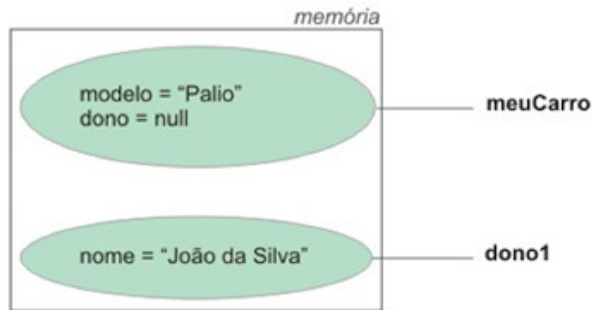 memória
modelo = “Palio”
dono = null
meuCarro
nome = “João da Silva”
dono1